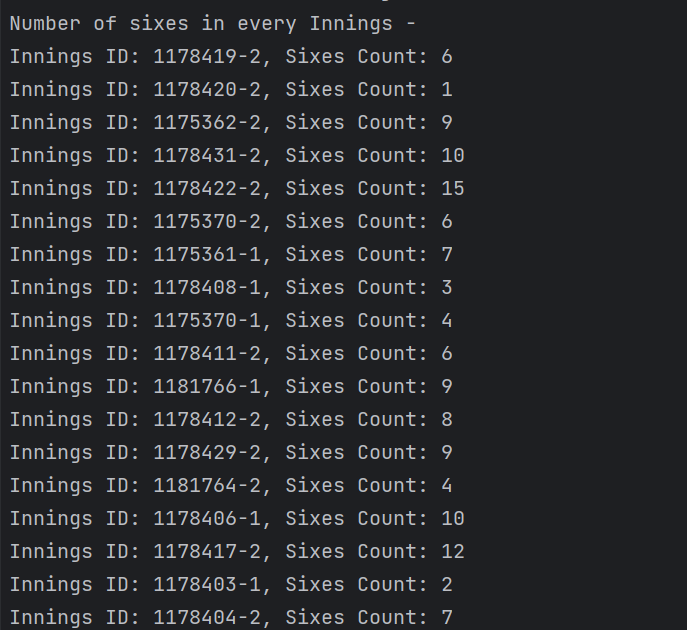 Number of sixes in every Innings -
Innings ID: 1178419-2, Sixes Count: 6
Innings ID: 1178420-2, Sixes Count: 1
Innings ID: 1175362-2, Sixes Count: 9
Innings ID: 1178431-2, Sixes Count: 10
Innings ID: 1178422-2, Sixes Count: 15
Innings ID: 1175370-2, Sixes Count: 6
Innings ID: 1175361-1, Sixes Count: 7
Innings ID: 1178408-1, Sixes Count: 3
Innings ID: 1175370-1, Sixes Count: 4
Innings ID: 1178411-2, Sixes Count: 6
Innings ID: 1181766-1, Sixes Count: 9
Innings ID: 1178412-2, Sixes Count: 8
Innings ID: 1178429-2, Sixes Count: 9
Innings ID: 1181764-2, Sixes Count: 4
Innings ID: 1178406-1, Sixes Count: 10
Innings ID: 1178417-2, Sixes Count: 12
Innings ID: 1178403-1, Sixes Count: 2
Innings ID: 1178404-2, Sixes Count: 7